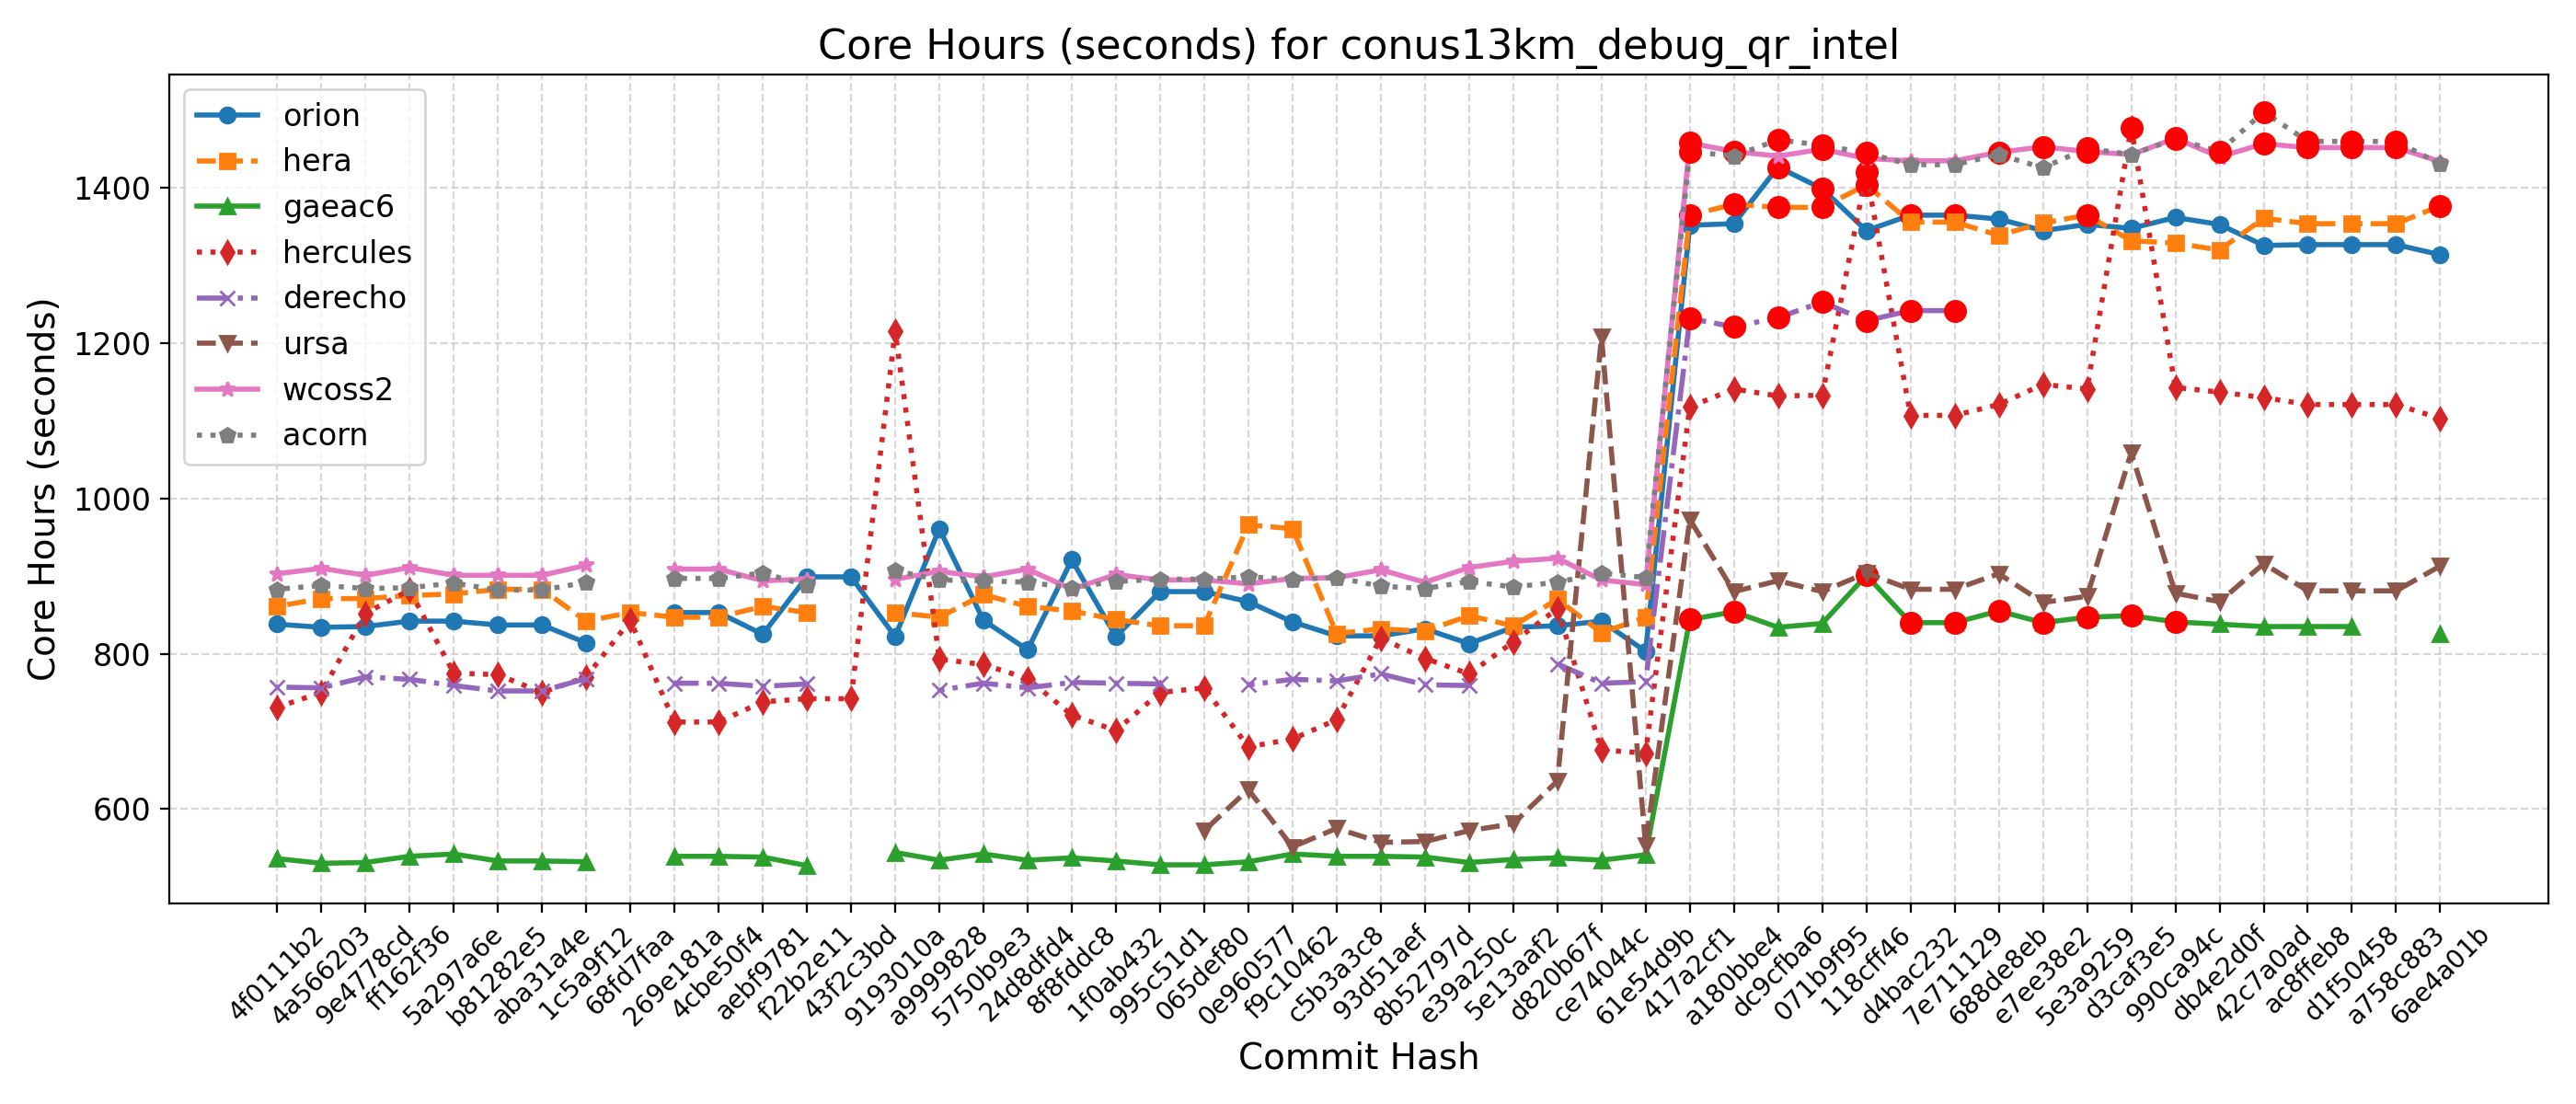 Core Hours (seconds) for conus13km_debug_qr_intel
orion
hera
gaeac6
hercules
derecho
ursa
wcoss2
acorn
Core Hours (seconds)
1400
1200
1000
800
600
4f0111b2
4a566203
9e4778cd
ff162f36
5a297a6e
b81282e5
aba31a4e
1c5a9f12
68fd7faa
269e181a
4cbe50f4
aebf9781
f22b2e11
43f2c3bd
9193010a
a9999828
5750b9e3
24d8dfd4
8f8fddc8
1f0ab432
995c51d1
065def80
0e960577
f9c10462
c5b3a3c8
93d51aef
8b52797d
e39a250c
5e13aaf2
d820b67f
ce74044c
61e54d9b
417a2cf1
a180bbe4
dc9cfba6
071b9f95
118cff46
d4bac232
7e711129
688de8eb
e7ee38e2
5e3a9259
d3caf3e5
990ca94c
db4e2d0f
42c7a0ad
ac8ffeb8
d1f50458
a758c883
6ae4a01b
Commit Hash